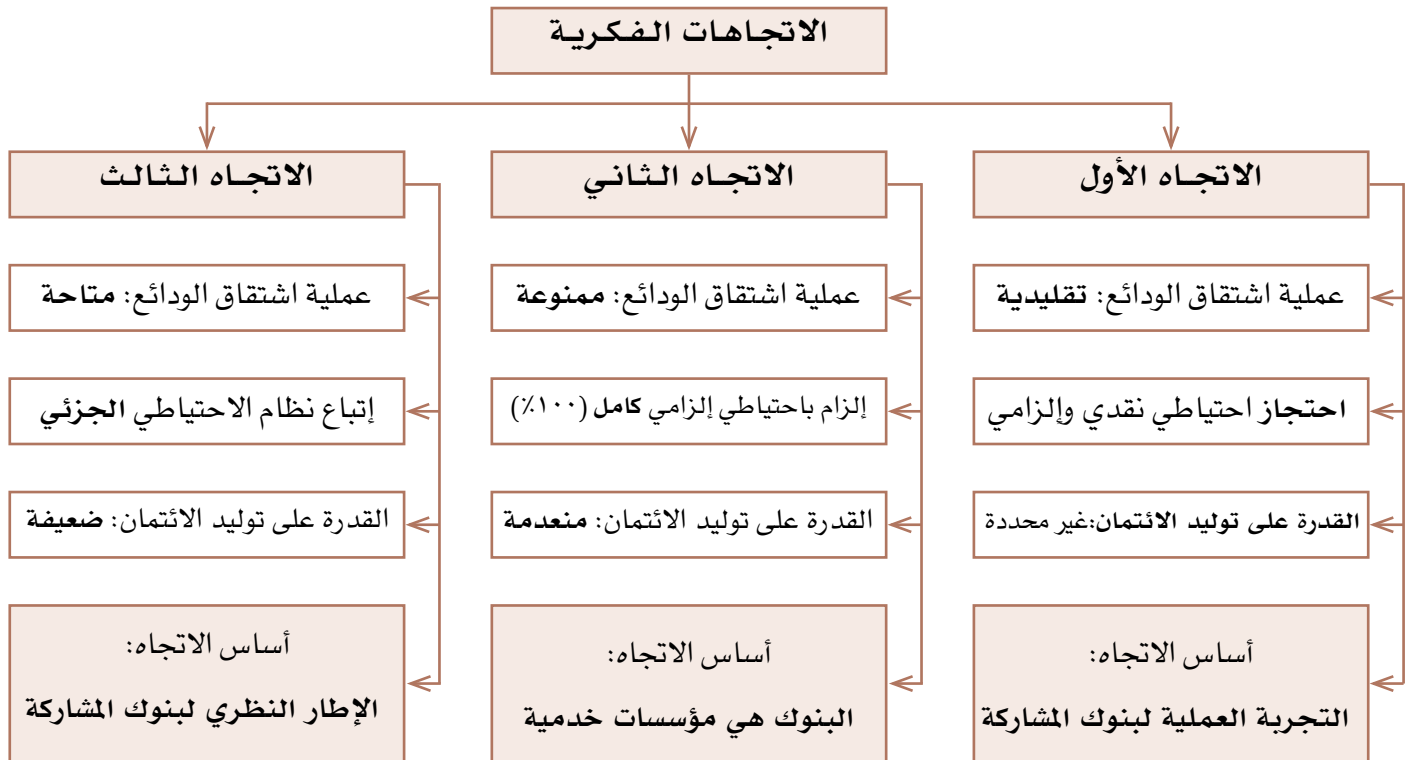 الاتجاهات الفكرية
الاتجاه الأول
عملية اشتقاق الودائع: تقليدية
احتجاز احتياطي نقدي وإلزامي
القدرة على توليد الائتمان:غير محددة
أساس الاتجاه:
التجربة العملية لبنوك المشاركة
الاتجاه الثاني
عملية اشتقاق الودائع: ممنوعة
إلزام باحتياطي إلزامي كامل (١٠٠٪)
القدرة على توليد الائتمان: منعدمة
أساس الاتجاه:
البنوك هي مؤسسات خدمية
الاتجاه الثالث
عملية اشتقاق الودائع: متاحة
إتباع نظام الاحتياطي الجزئي
القدرة على توليد الائتمان: ضعيفة
أساس الاتجاه:
الإطار النظري لبنوك المشاركة